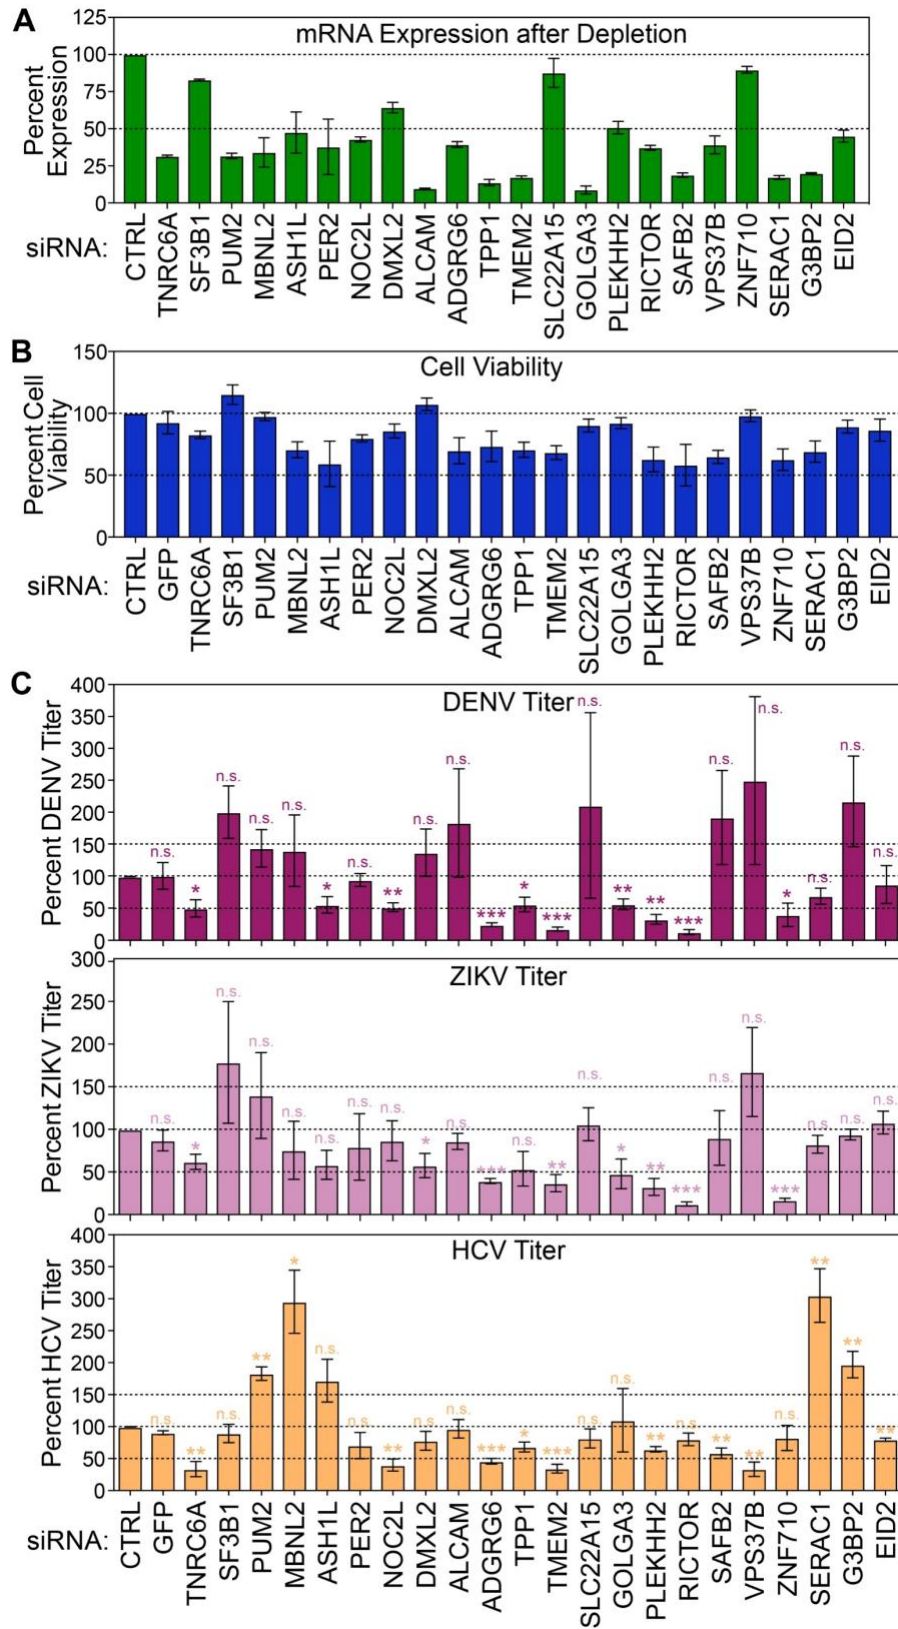 A
mRNA Expression after Depletion
Percent
Expression
125
100
75
50
25
0
siRNA:
CTRL
TNRC6A
SF3B1
PUM2
MBNL2
ASH1L
PER2
NOC2L
DMXL2
ALCAM
ADGRG6
TPP1
TMEM2
SLC22A15
GOLGA3
PLEKHH2
RICTOR
SAFB2
VPS37B
ZNF710
SERAC1
G3BP2
EID2
B
Cell Viability
Percent Cell
Viability
150
100
50
0
siRNA:
CTRL
GFP
TNRC6A
SF3B1
PUM2
MBNL2
ASH1L
PER2
NOC2L
DMXL2
ALCAM
ADGRG6
TPP1
TMEM2
SLC22A15
GOLGA3
PLEKHH2
RICTOR
SAFB2
VPS37B
ZNF710
SERAC1
G3BP2
EID2
C
DENV Titer
Percent DENV Titer
400
350
300
250
200
150
100
50
0
n.s.
*
n.s.
n.s.
n.s.
*
n.s.
**
n.s.
n.s.
***
*
***
n.s.
**
**
***
n.s.
n.s.
*
n.s.
n.s.
n.s.
ZIKV Titer
Percent ZIKV Titer
300
250
200
150
100
50
0
n.s.
*
n.s.
n.s.
n.s.
n.s.
n.s.
n.s.
*
n.s.
***
n.s.
**
n.s.
*
**
***
n.s.
n.s.
***
n.s.
n.s.
n.s.
HCV Titer
Percent HCV Titer
400
350
300
250
200
150
100
50
0
n.s.
**
n.s.
**
*
n.s.
n.s.
**
n.s.
n.s.
***
*
***
n.s.
n.s.
**
n.s.
**
**
n.s.
**
**
**
siRNA:
CTRL
GFP
TNRC6A
SF3B1
PUM2
MBNL2
ASH1L
PER2
NOC2L
DMXL2
ALCAM
ADGRG6
TPP1
TMEM2
SLC22A15
GOLGA3
PLEKHH2
RICTOR
SAFB2
VPS37B
ZNF710
SERAC1
G3BP2
EID2